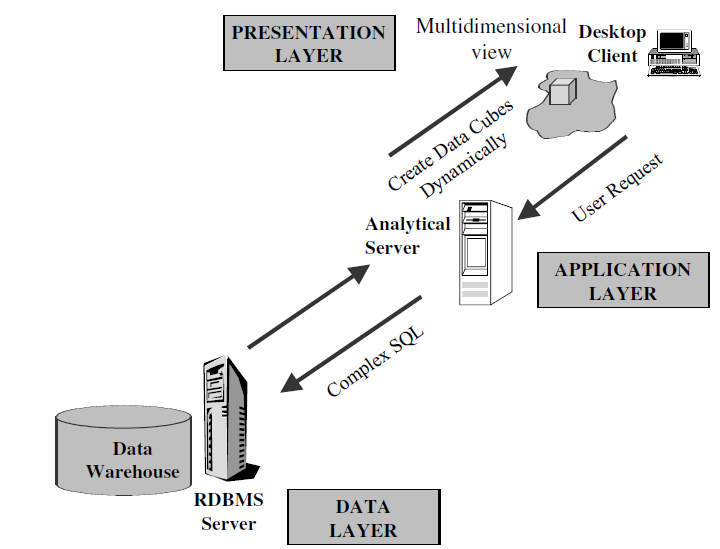 PRESENTATION
LAYER
Multidimensional
view
Desktop
Client
Create Data Cubes
Dynamically
User Request
Analytical
Server
APPLICATION
LAYER
Complex SQL
Data
Warehouse
RDBMS
Server
DATA
LAYER